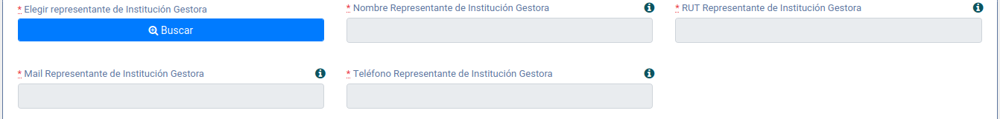 * Elegir representante de Institución Gestora
* Nombre Representante de Institución Gestora
* RUT Representante de Institución Gestora
Buscar
* Mail Representante de Institución Gestora
* Teléfono Representante de Institución Gestora